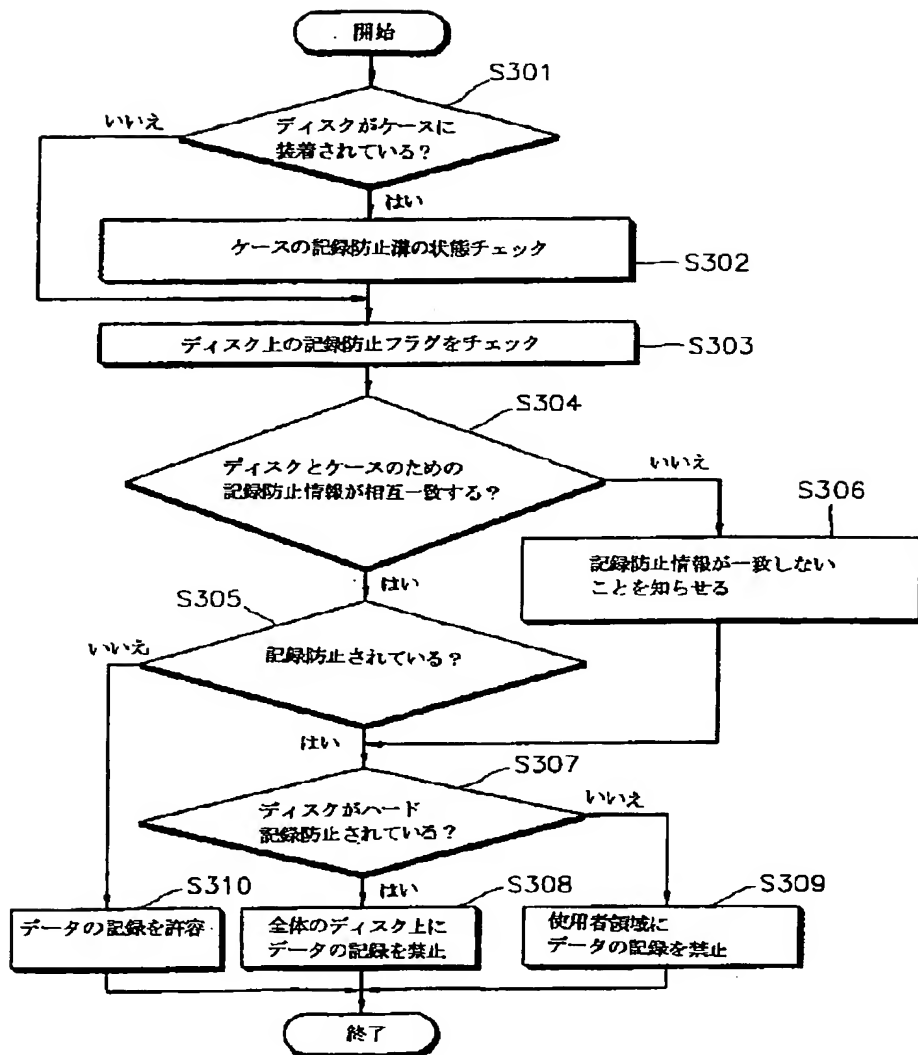 開始
S301
いいえ
ディスクがケースに
装着されている？
はい
ケースの記録防止溝の状態チェック
S302
ディスク上の記録防止フラグをチェック
S303
S304
ディスクとケースのための
記録防止情報が相互一致する？
いいえ
S306
記録防止情報が一致しない
ことを知らせる
はい
S305
いいえ
記録防止されている？
はい
S307
ディスクがハード
記録防止されている？
いいえ
はい
S310
データの記録を許容
S308
全体のディスク上に
データの記録を禁止
S309
使用者領域に
データの記録を禁止
終了